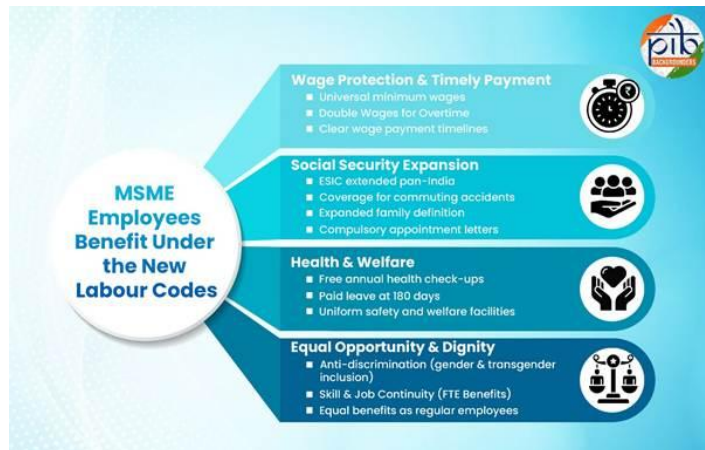 pib
BACKGROUNDERS
MSME
Employees
Benefit Under
the New
Labour Codes
Wage Protection & Timely Payment
Universal minimum wages
Double Wages for Overtime
Clear wage payment timelines
₹
Social Security Expansion
ESIC extended pan-India
Coverage for commuting accidents
Expanded family definition
Compulsory appointment letters
Health & Welfare
Free annual health check-ups
Paid leave at 180 days
Uniform safety and welfare facilities
Equal Opportunity & Dignity
Anti-discrimination (gender & transgender
inclusion)
Skill & Job Continuity (FTE Benefits)
Equal benefits as regular employees